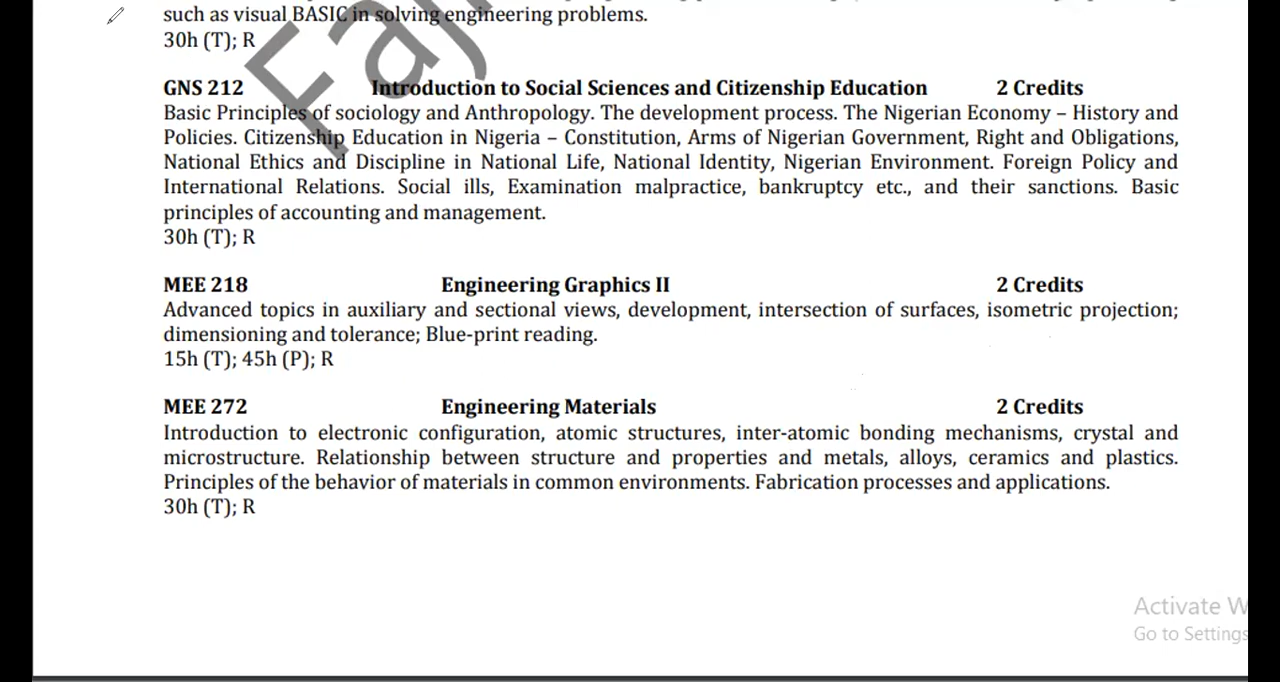 such as visual BASIC in solving engineering problems.
30h (T); R
GNS 212 Introduction to Social Sciences and Citizenship Education 2 Credits
Basic Principles of sociology and Anthropology. The development process. The Nigerian Economy – History and
Policies. Citizenship Education in Nigeria – Constitution, Arms of Nigerian Government, Right and Obligations,
National Ethics and Discipline in National Life, National Identity, Nigerian Environment. Foreign Policy and
International Relations. Social ills, Examination malpractice, bankruptcy etc., and their sanctions. Basic
principles of accounting and management.
30h (T); R
MEE 218 Engineering Graphics II 2 Credits
Advanced topics in auxiliary and sectional views, development, intersection of surfaces, isometric projection;
dimensioning and tolerance; Blue-print reading.
15h (T); 45h (P); R
MEE 272 Engineering Materials 2 Credits
Introduction to electronic configuration, atomic structures, inter-atomic bonding mechanisms, crystal and
microstructure. Relationship between structure and properties and metals, alloys, ceramics and plastics.
Principles of the behavior of materials in common environments. Fabrication processes and applications.
30h (T); R
Activate W
Go to Settings